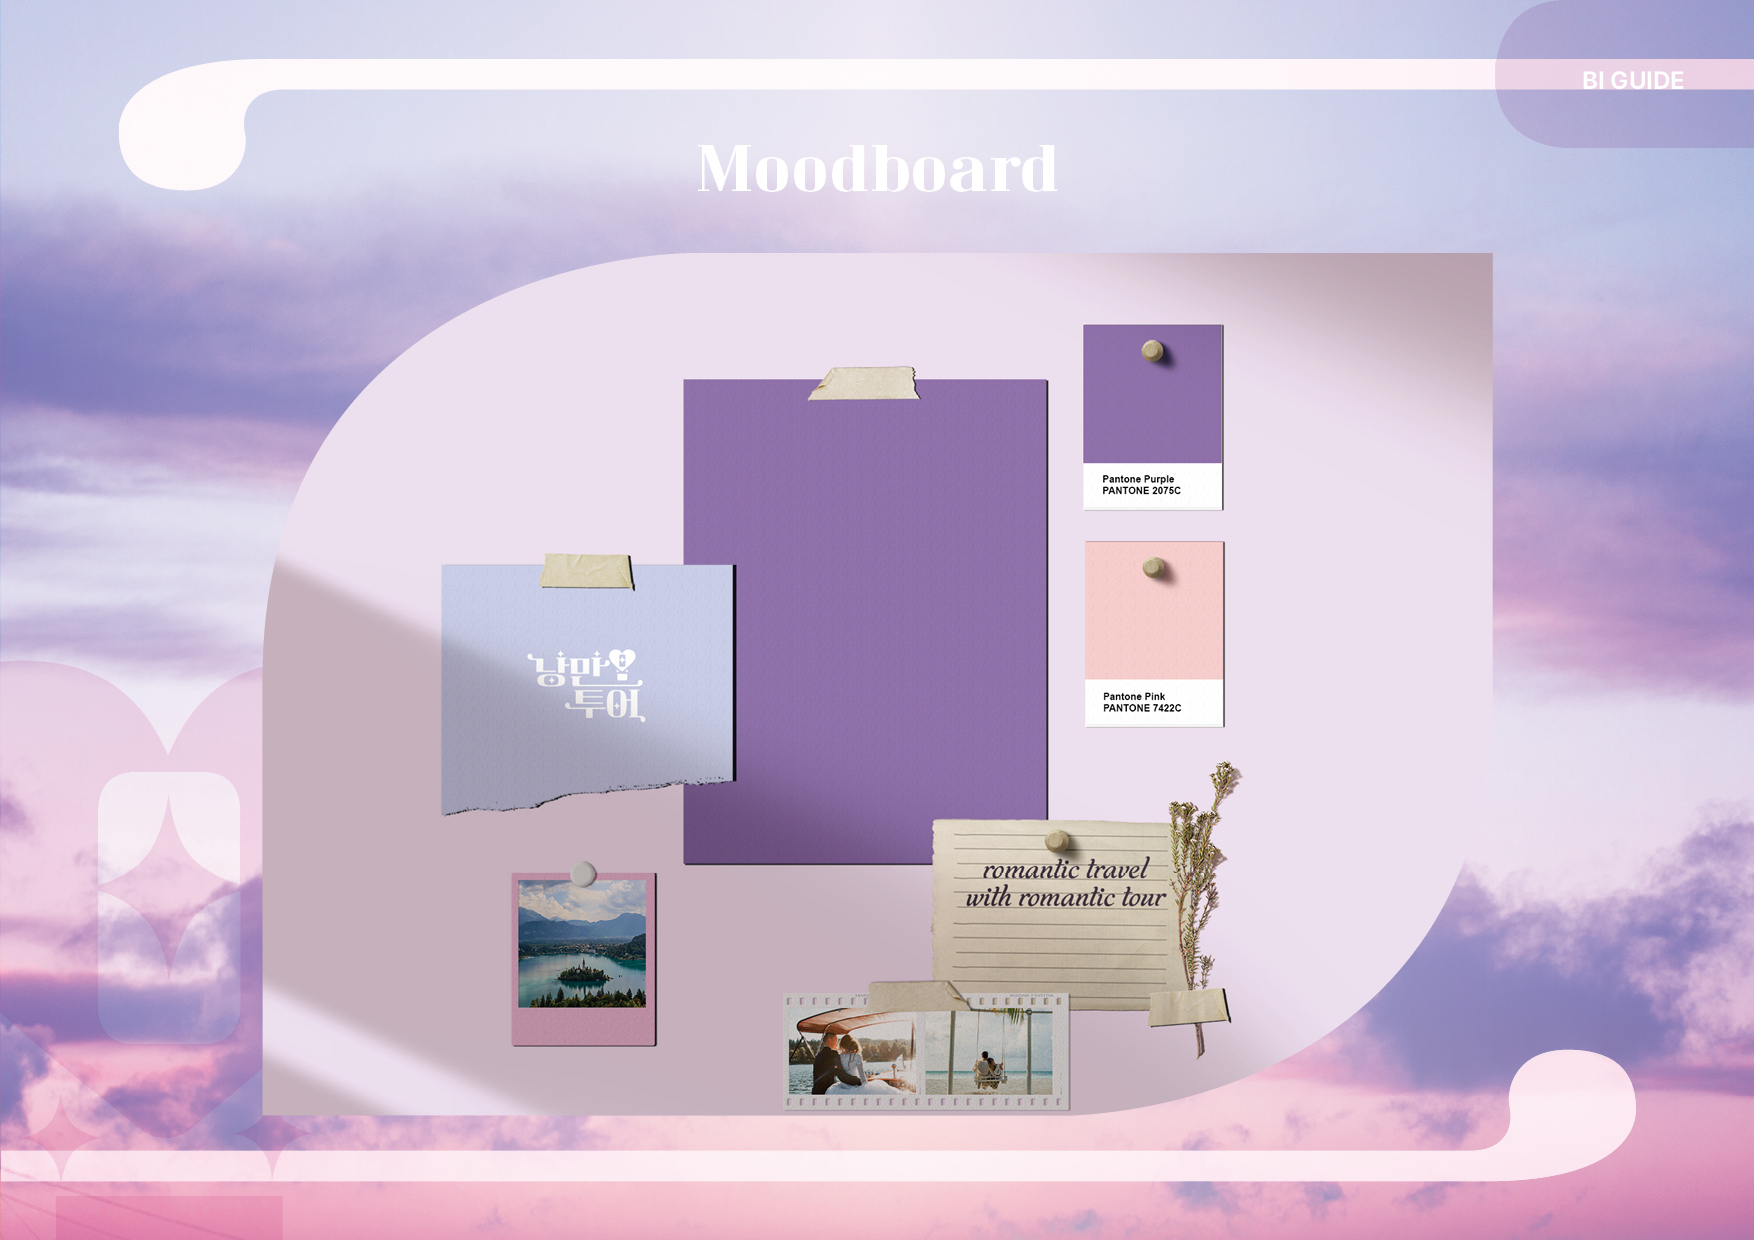 BI GUIDE
Moodboard
Pantone Purple
PANTONE 2075C
낭만
투어
Pantone Pink
PANTONE 7422C
romantic travel
with romantic tour